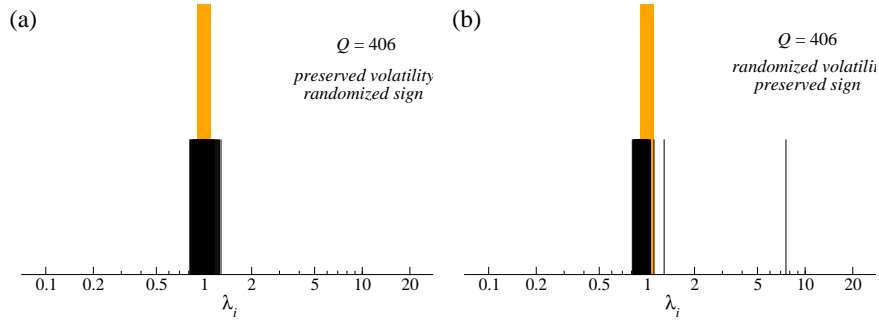 (a)
Q = 406
preserved volatility
randomized sign
0.1 0.2 0.5 1 2 5 10 20
λi
(b)
Q = 406
randomized volatili
preserved sign
0.1 0.2 0.5 1 2 5 10 20
λi